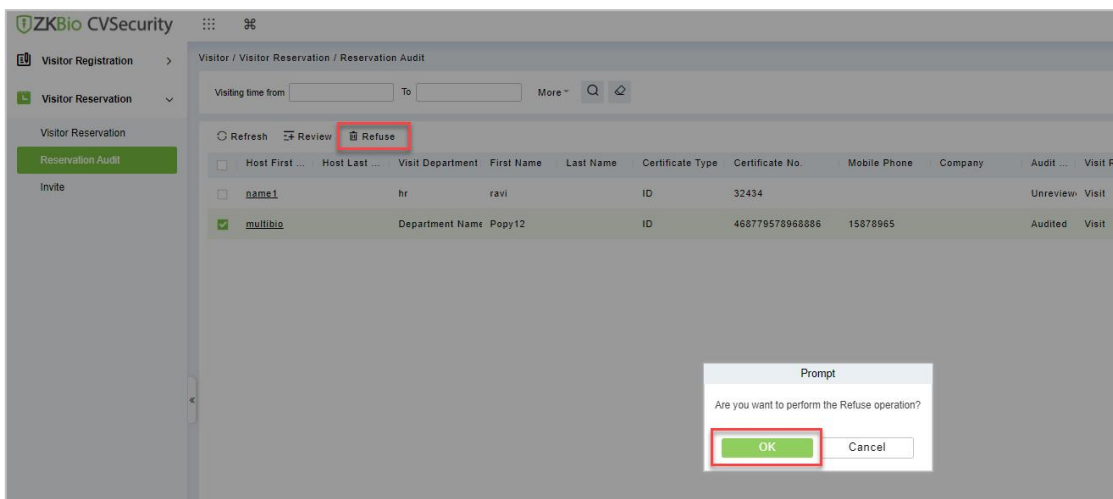 ZKBio CVSecurity
Visitor Registration
Visitor / Visitor Reservation / Reservation Audit
Visitor Reservation
Visiting time from To More
Visitor Reservation
Refresh Review Refuse
Reservation Audit
Host First ... Host Last ... Visit Department First Name Last Name Certificate Type Certificate No. Mobile Phone Company Audit ... Visit R
Invite
name1 hr ravi ID 32434 Unreview Visit
multibio Department Name Popy12 ID 468779578968886 15878965 Audited Visit
Prompt
Are you want to perform the Refuse operation?
OK Cancel